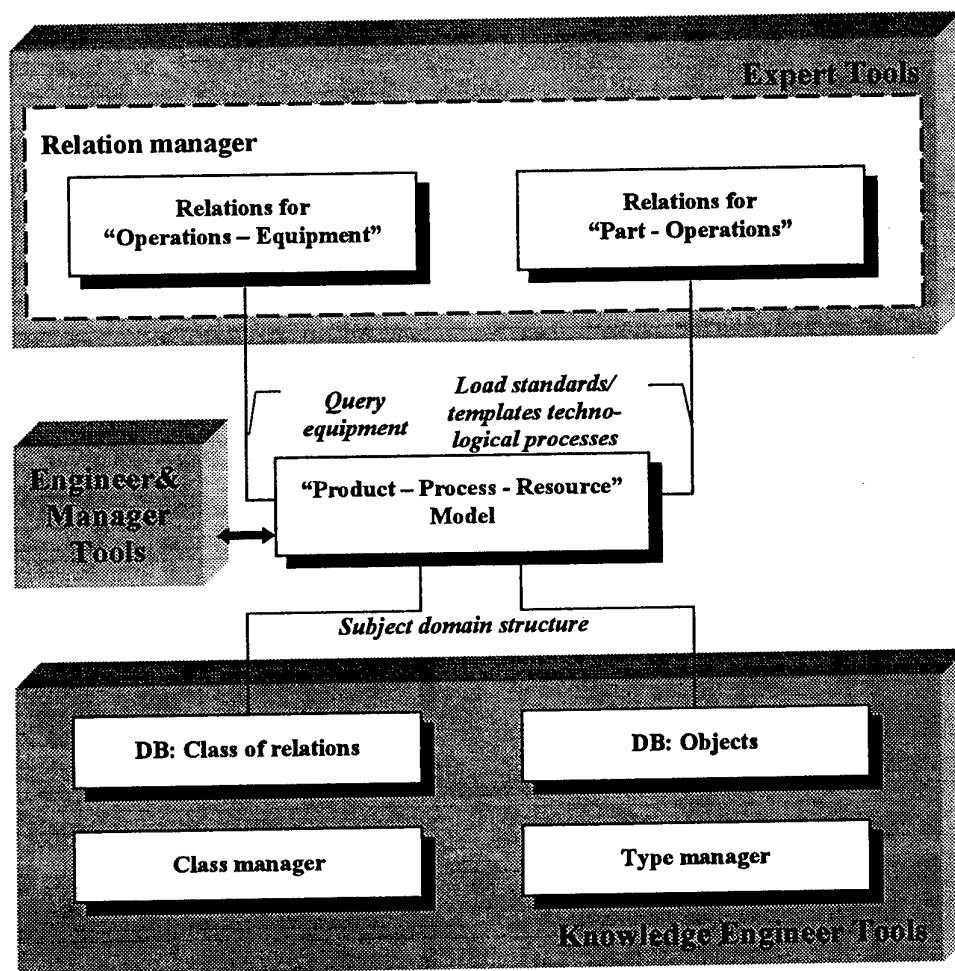 Expert Tools
Relation manager
Relations for
“Operations – Equipment”
Relations for
“Part - Operations”
Query
equipment
Load standards/
templates techno-
logical processes
Engineer&
Manager
Tools
“Product – Process - Resource”
Model
Subject domain structure
DB: Class of relations
DB: Objects
Class manager
Type manager
Knowledge Engineer Tools